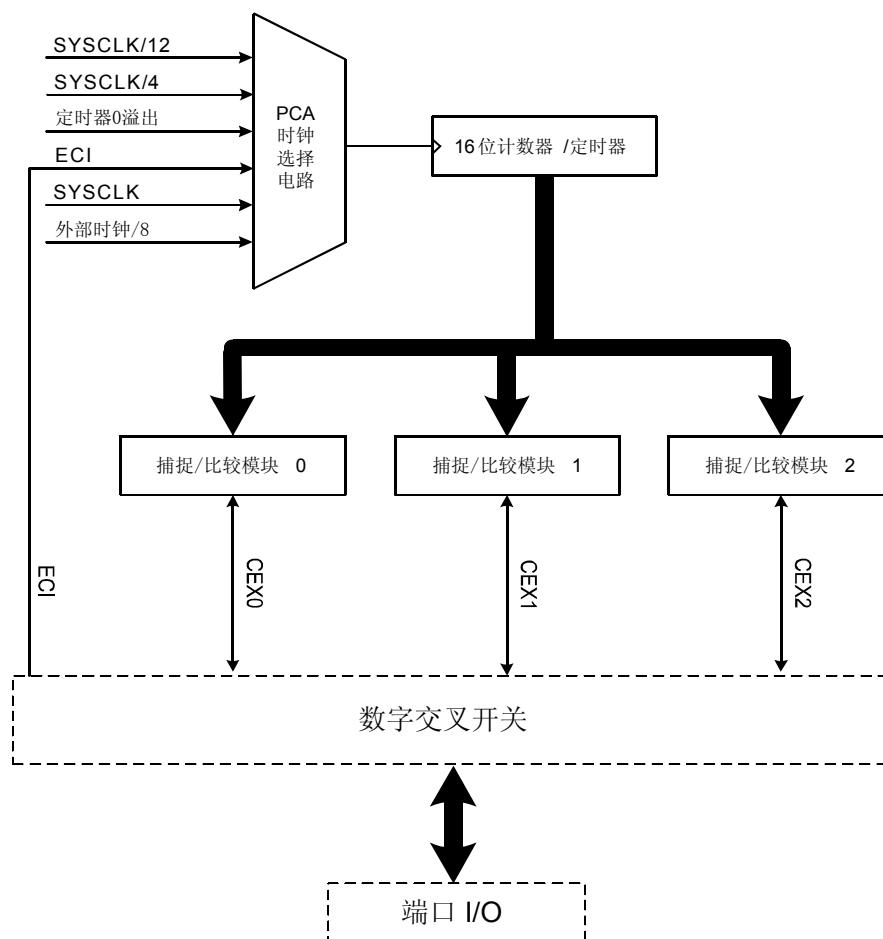 SYSCLK/12
SYSCLK/4
定时器0溢出
ECI
SYSCLK
外部时钟/8
PCA
时钟
选择
电路
16位计数器 /定时器
捕捉/比较模块 0
捕捉/比较模块 1
捕捉/比较模块 2
ECI
CEX0
CEX1
CEX2
数字交叉开关
端口 I/O